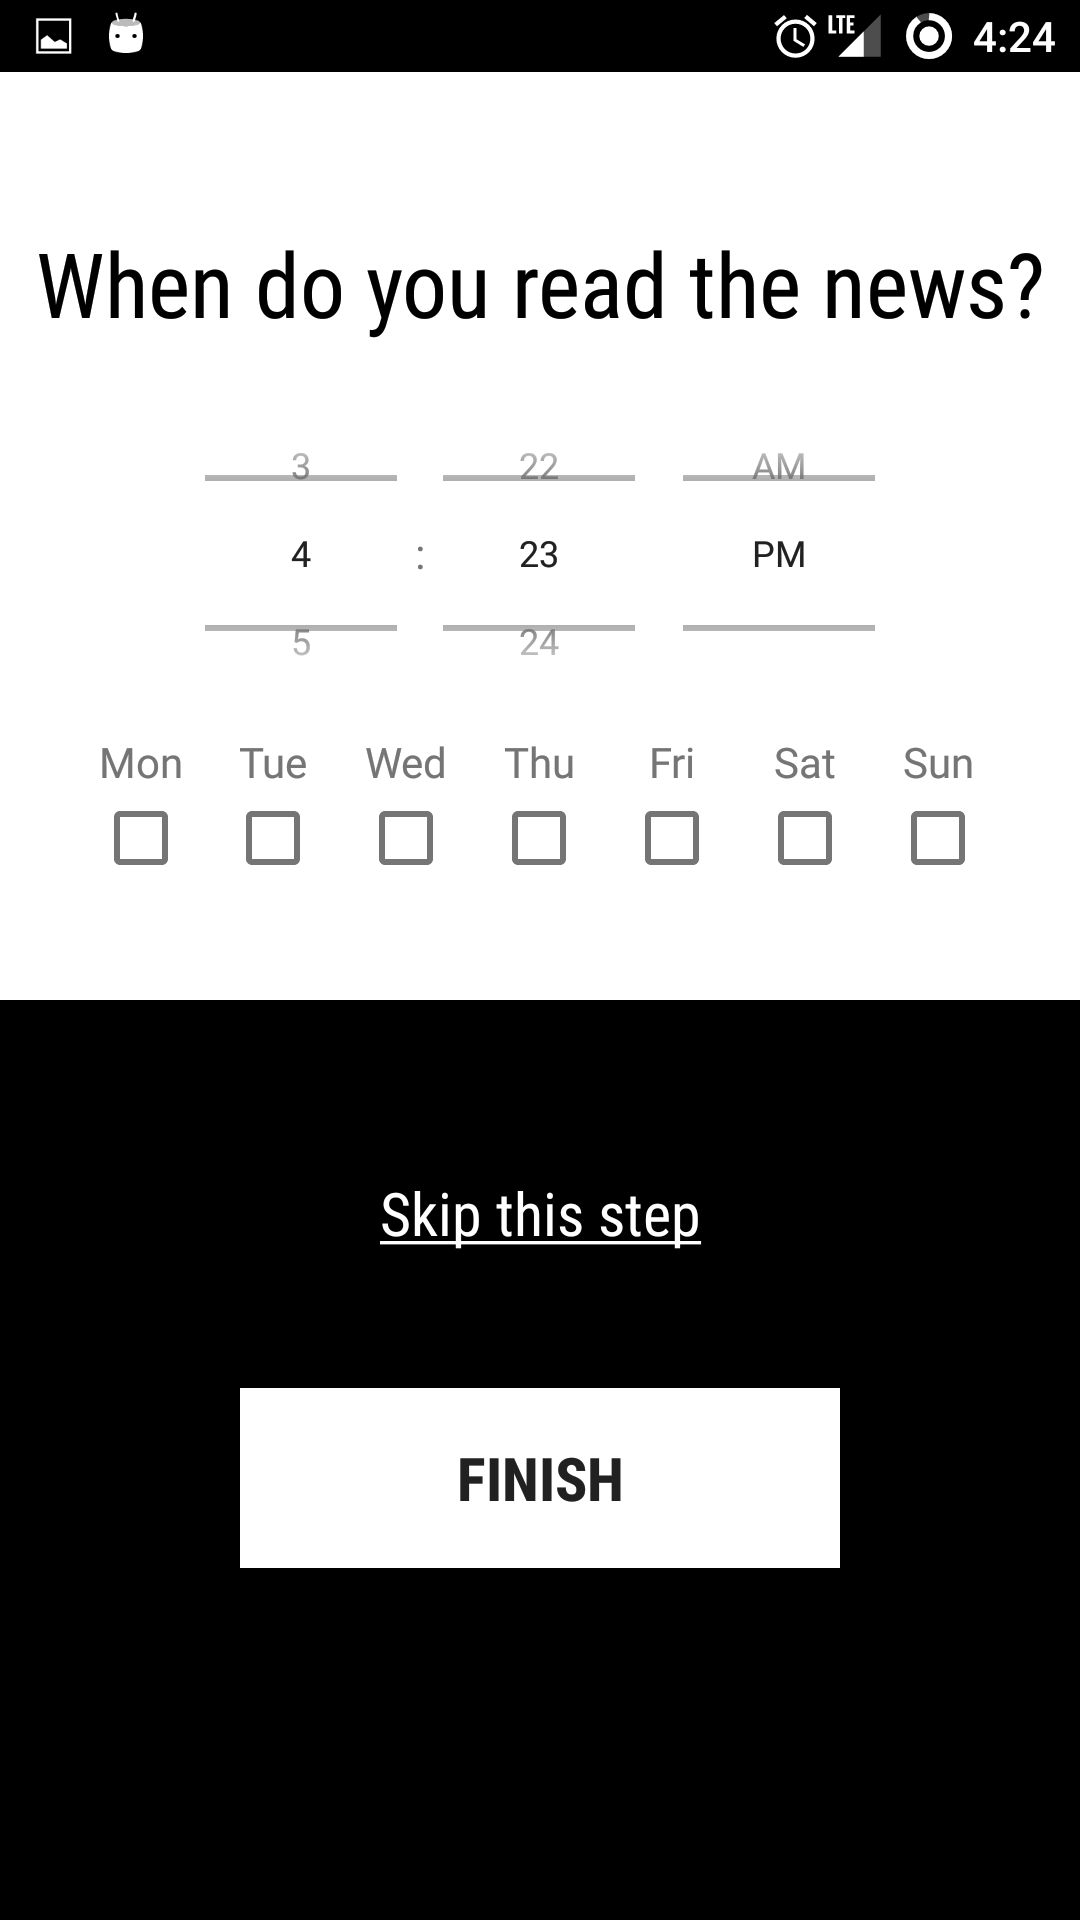 LTE 4:24
When do you read the news?
3 22 AM
4 : 23 PM
5 24
Mon Tue Wed Thu Fri Sat Sun
Skip this step
FINISH